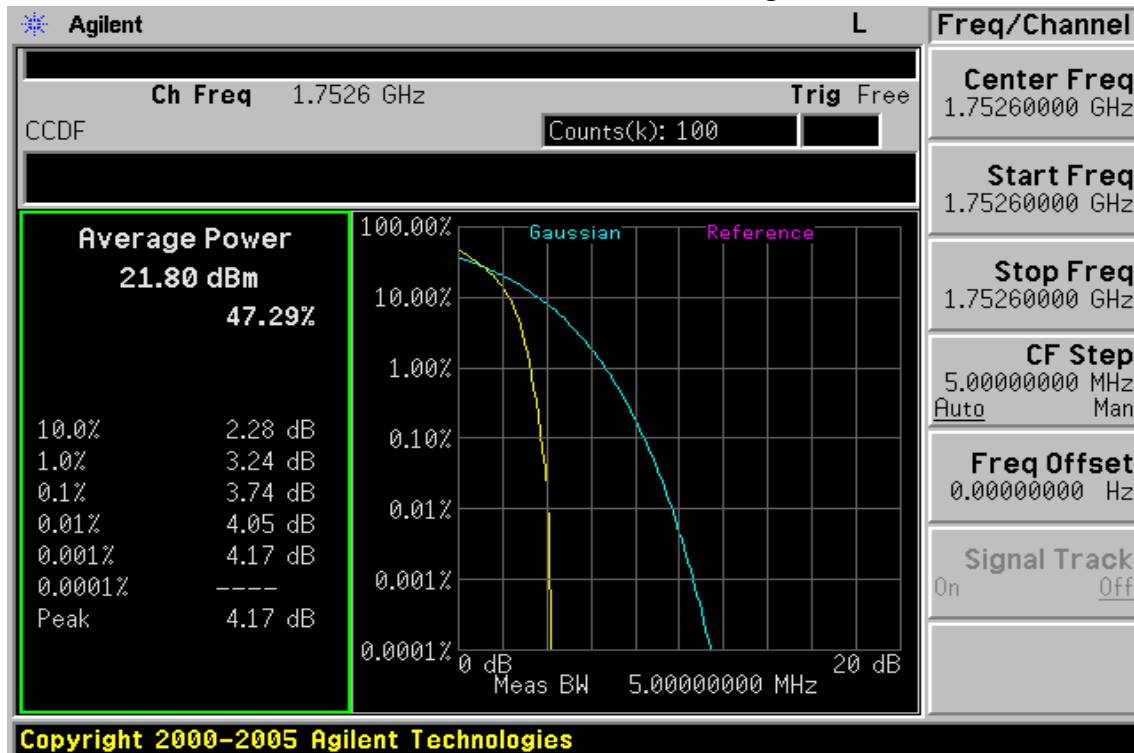 Agilent L Freq/Channel
Ch Freq 1.7526 GHz Trig Free
CCDF Counts(k): 100
Average Power
21.80 dBm
47.29%
10.0% 2.28 dB
1.0% 3.24 dB
0.1% 3.74 dB
0.01% 4.05 dB
0.001% 4.17 dB
0.0001% ----
Peak 4.17 dB
Gaussian Reference
100.00%
10.00%
1.00%
0.10%
0.01%
0.001%
0.0001%
0 dB 20 dB
Meas BW 5.00000000 MHz
Center Freq
1.75260000 GHz
Start Freq
1.75260000 GHz
Stop Freq
1.75260000 GHz
CF Step
5.00000000 MHz
Auto Man
Freq Offset
0.00000000 Hz
Signal Track
On Off
Copyright 2000-2005 Agilent Technologies